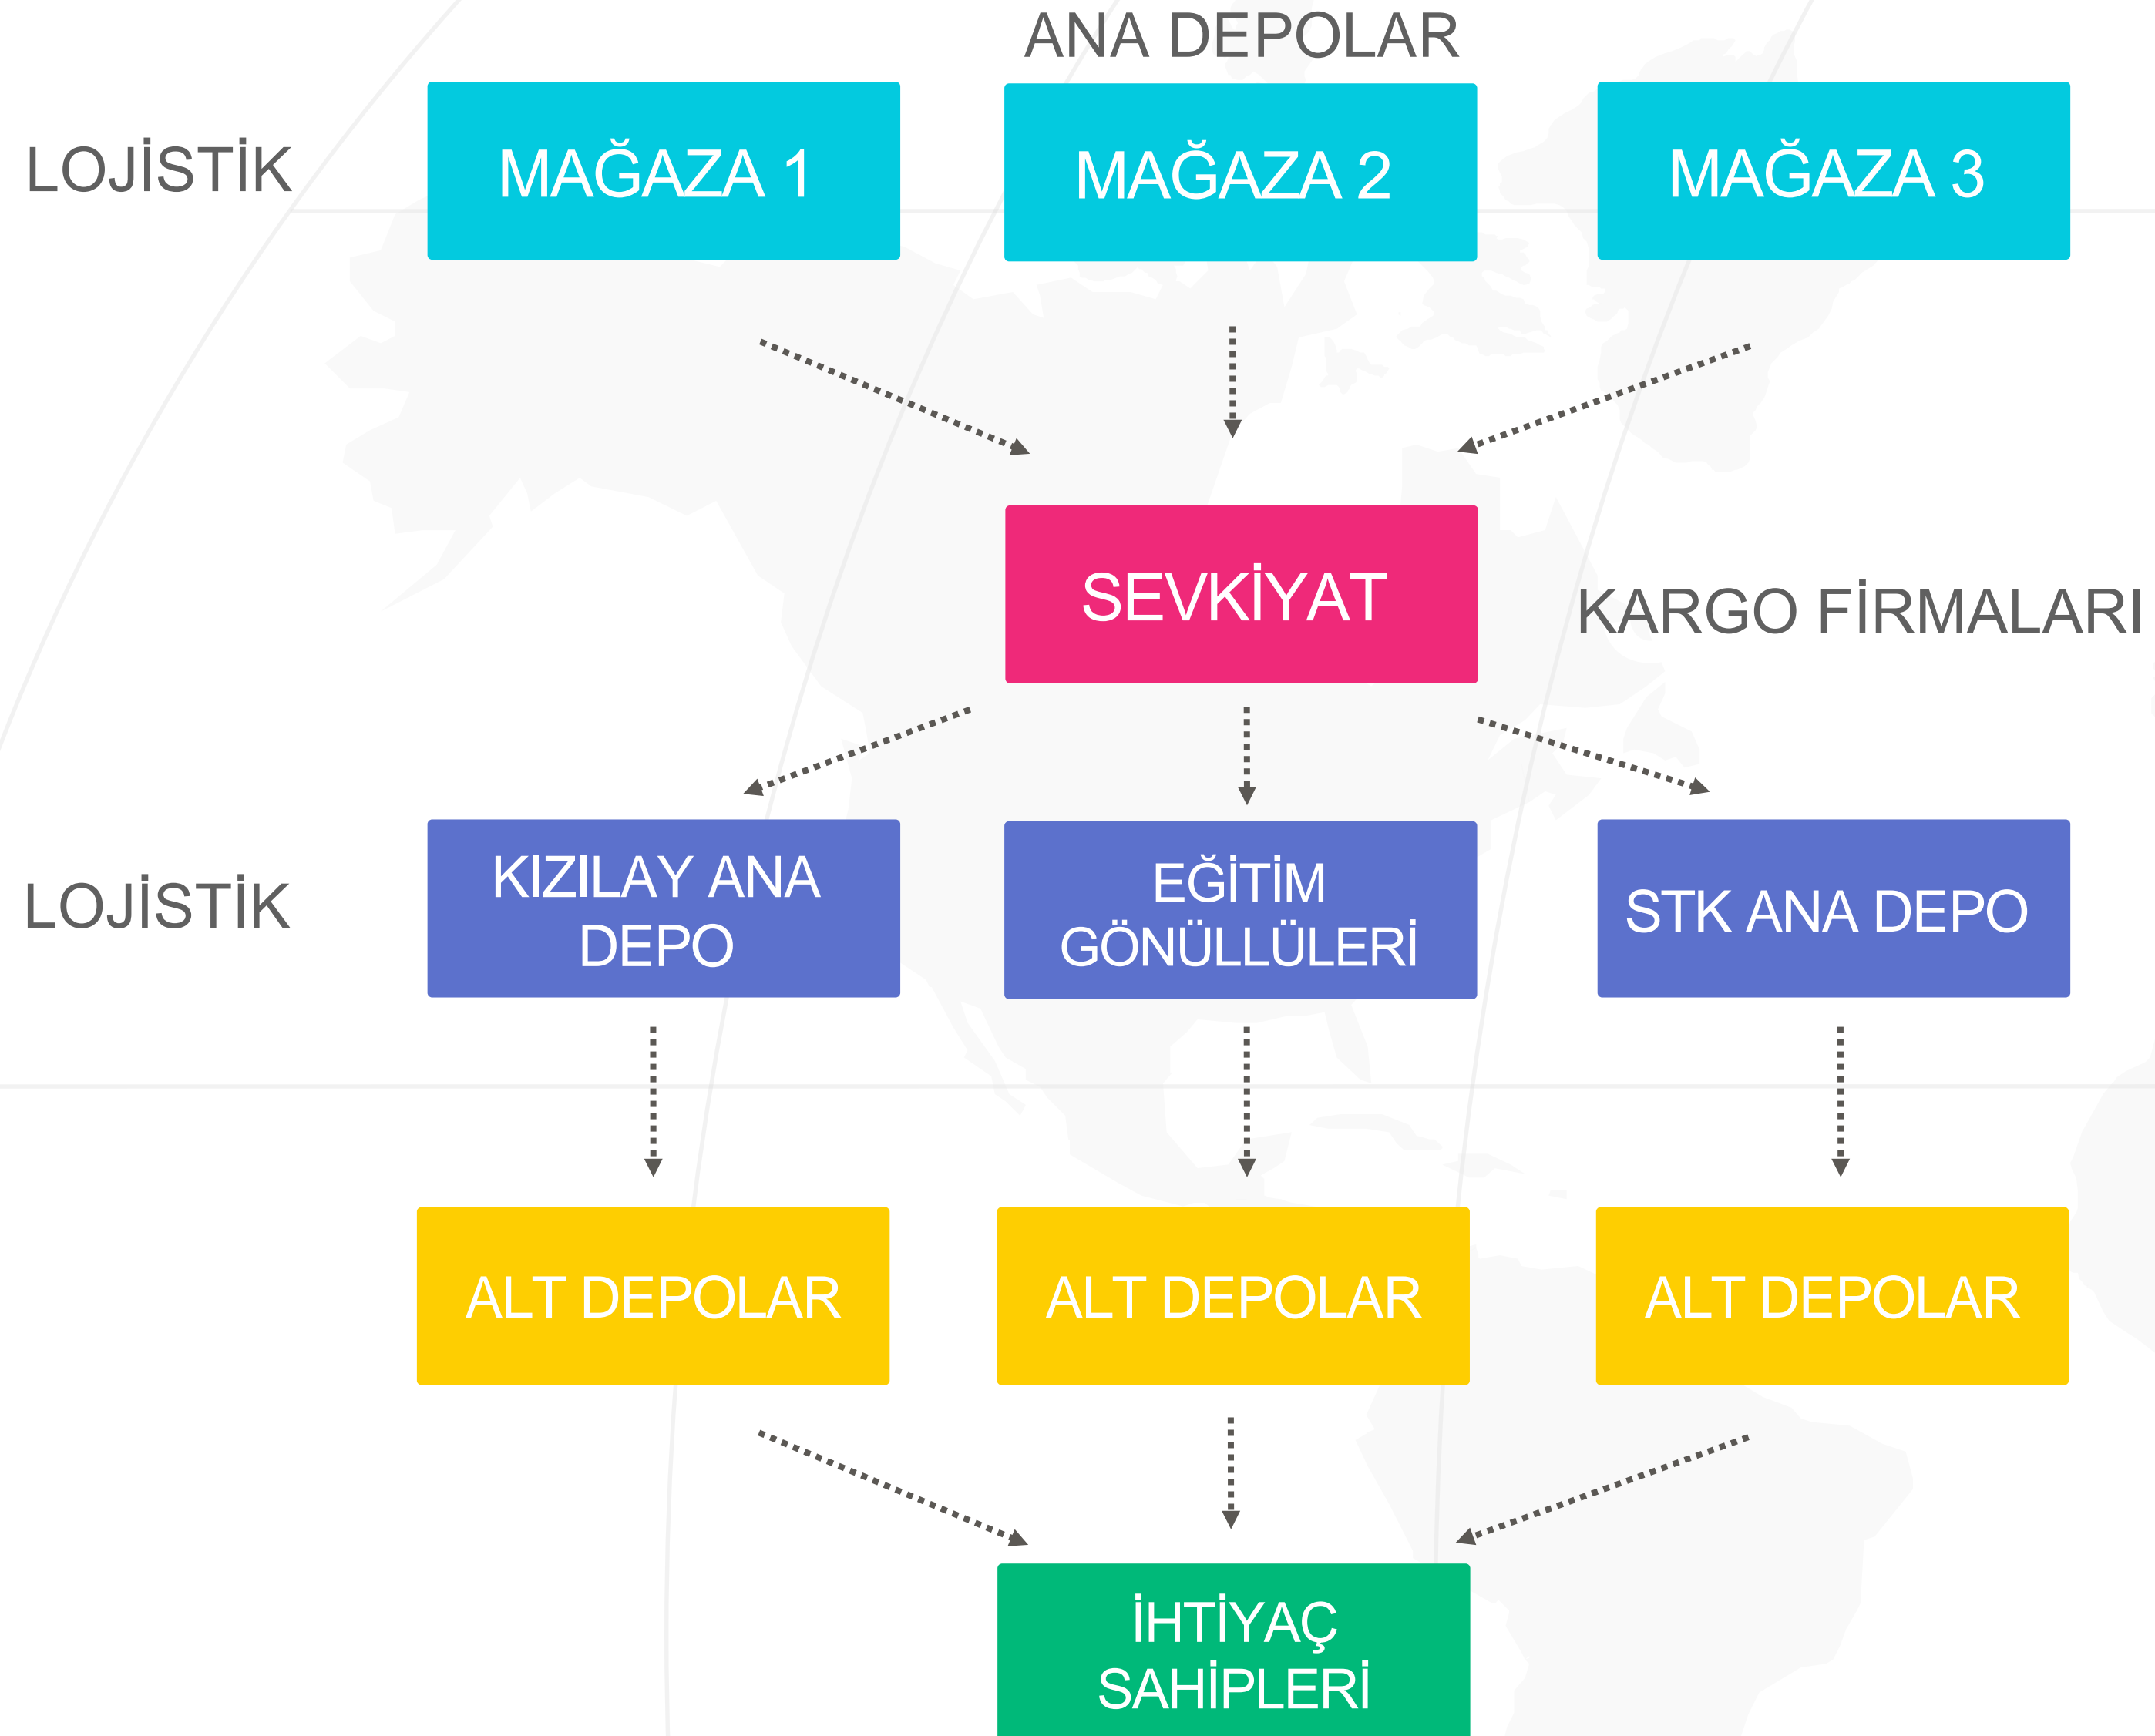 ANA DEPOLAR
LOJİSTİK
MAĞAZA 1
MAĞAZA 2
MAĞAZA 3
SEVKİYAT
KARGO FİRMALARI
LOJİSTİK
KIZILAY ANA
DEPO
EĞİTİM
GÖNÜLLÜLERİ
STK ANA DEPO
ALT DEPOLAR
ALT DEPOLAR
ALT DEPOLAR
İHTİYAÇ
SAHİPLERİ